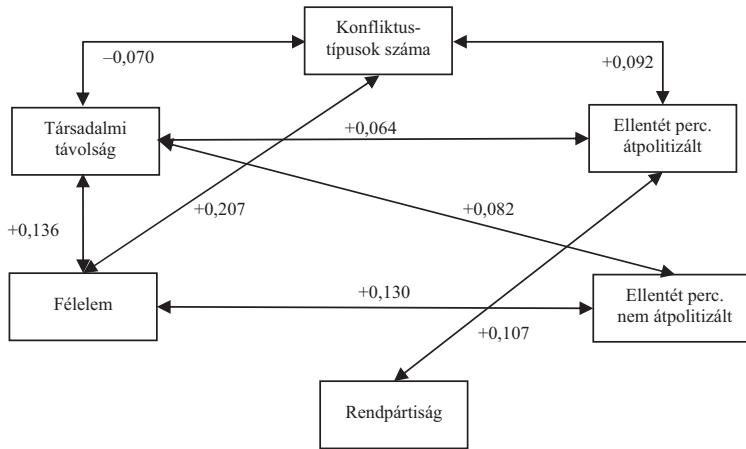 Konfliktus-
típusok száma
–0,070
+0,092
Társadalmi
távolság
+0,064
Ellentét perc.
átpolitizált
+0,207
+0,082
+0,136
Félelem
+0,130
Ellentét perc.
nem átpolitizált
+0,107
Rendpártiság